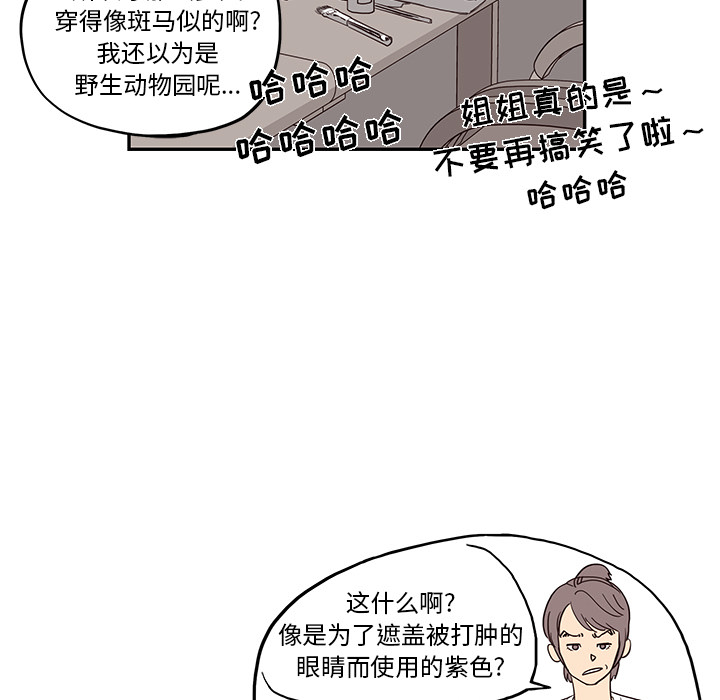 穿得像斑马似的啊?
我还以为是
野生动物园呢...
哈哈哈
哈哈哈哈
姐姐真的是～
不要再搞笑了啦～
哈哈哈
这什么啊?
像是为了遮盖被打肿的
眼睛而使用的紫色?